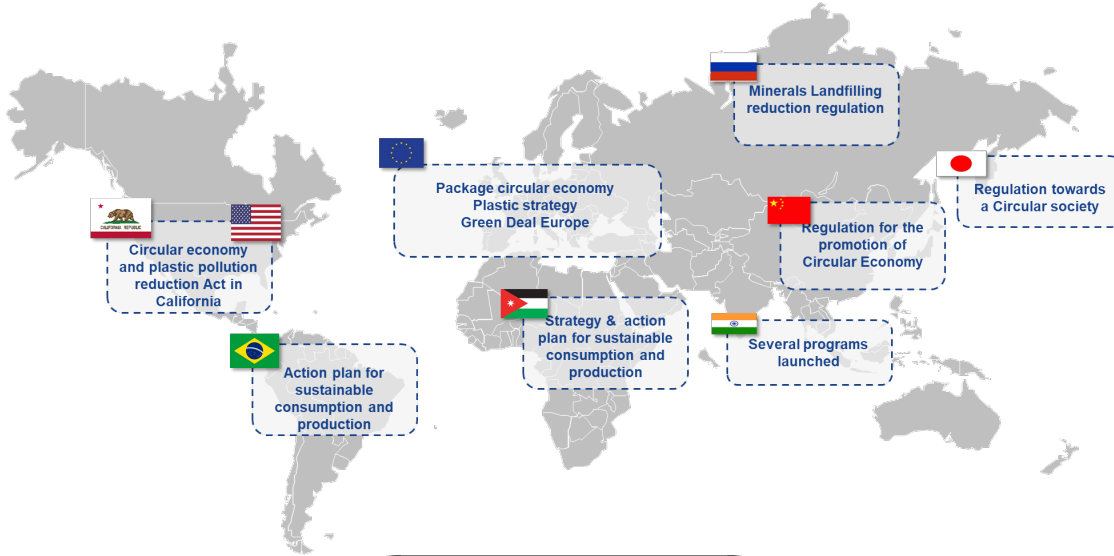 Minerals Landfilling
reduction regulation
Package circular economy
Plastic strategy
Green Deal Europe
Regulation towards
a Circular society
CALIFORNIA REPUBLIC
Circular economy
and plastic pollution
reduction Act in
California
Regulation for the
promotion of
Circular Economy
Strategy & action
plan for sustainable
consumption and
production
Several programs
launched
Action plan for
sustainable
consumption and
production